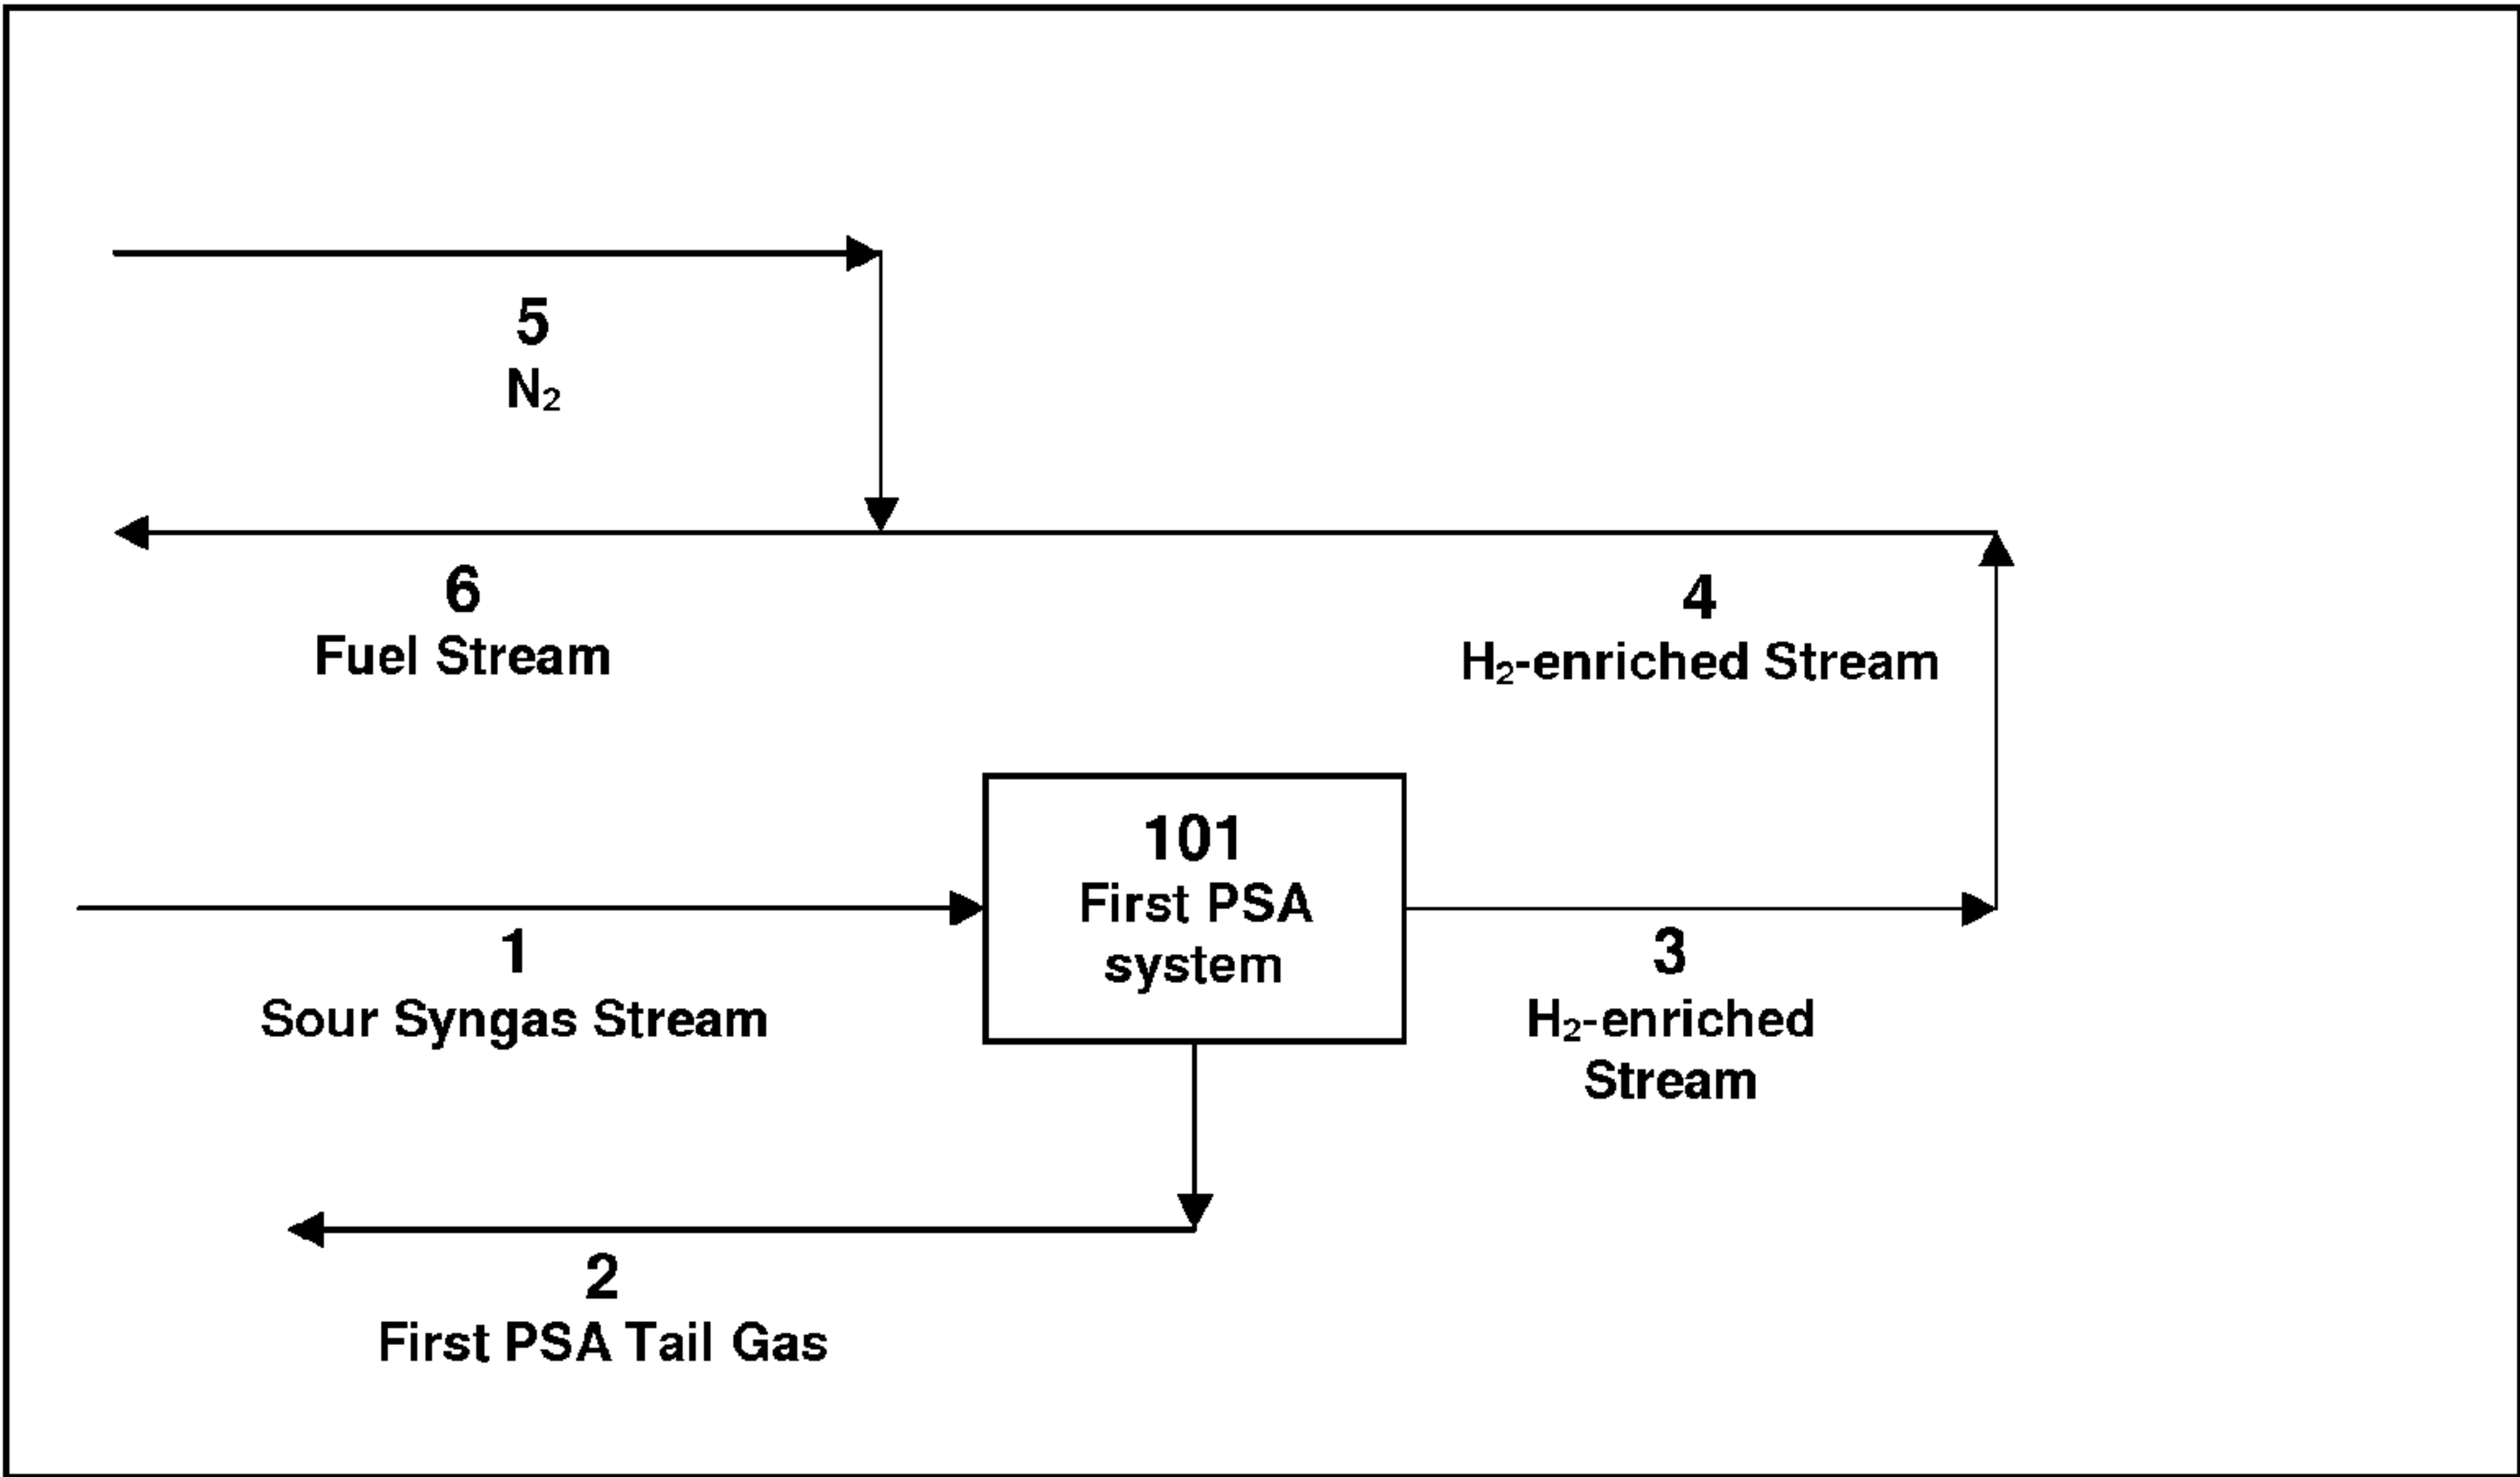 5
N₂
6
Fuel Stream
4
H₂-enriched Stream
101
First PSA
system
1
Sour Syngas Stream
3
H₂-enriched
Stream
2
First PSA Tail Gas